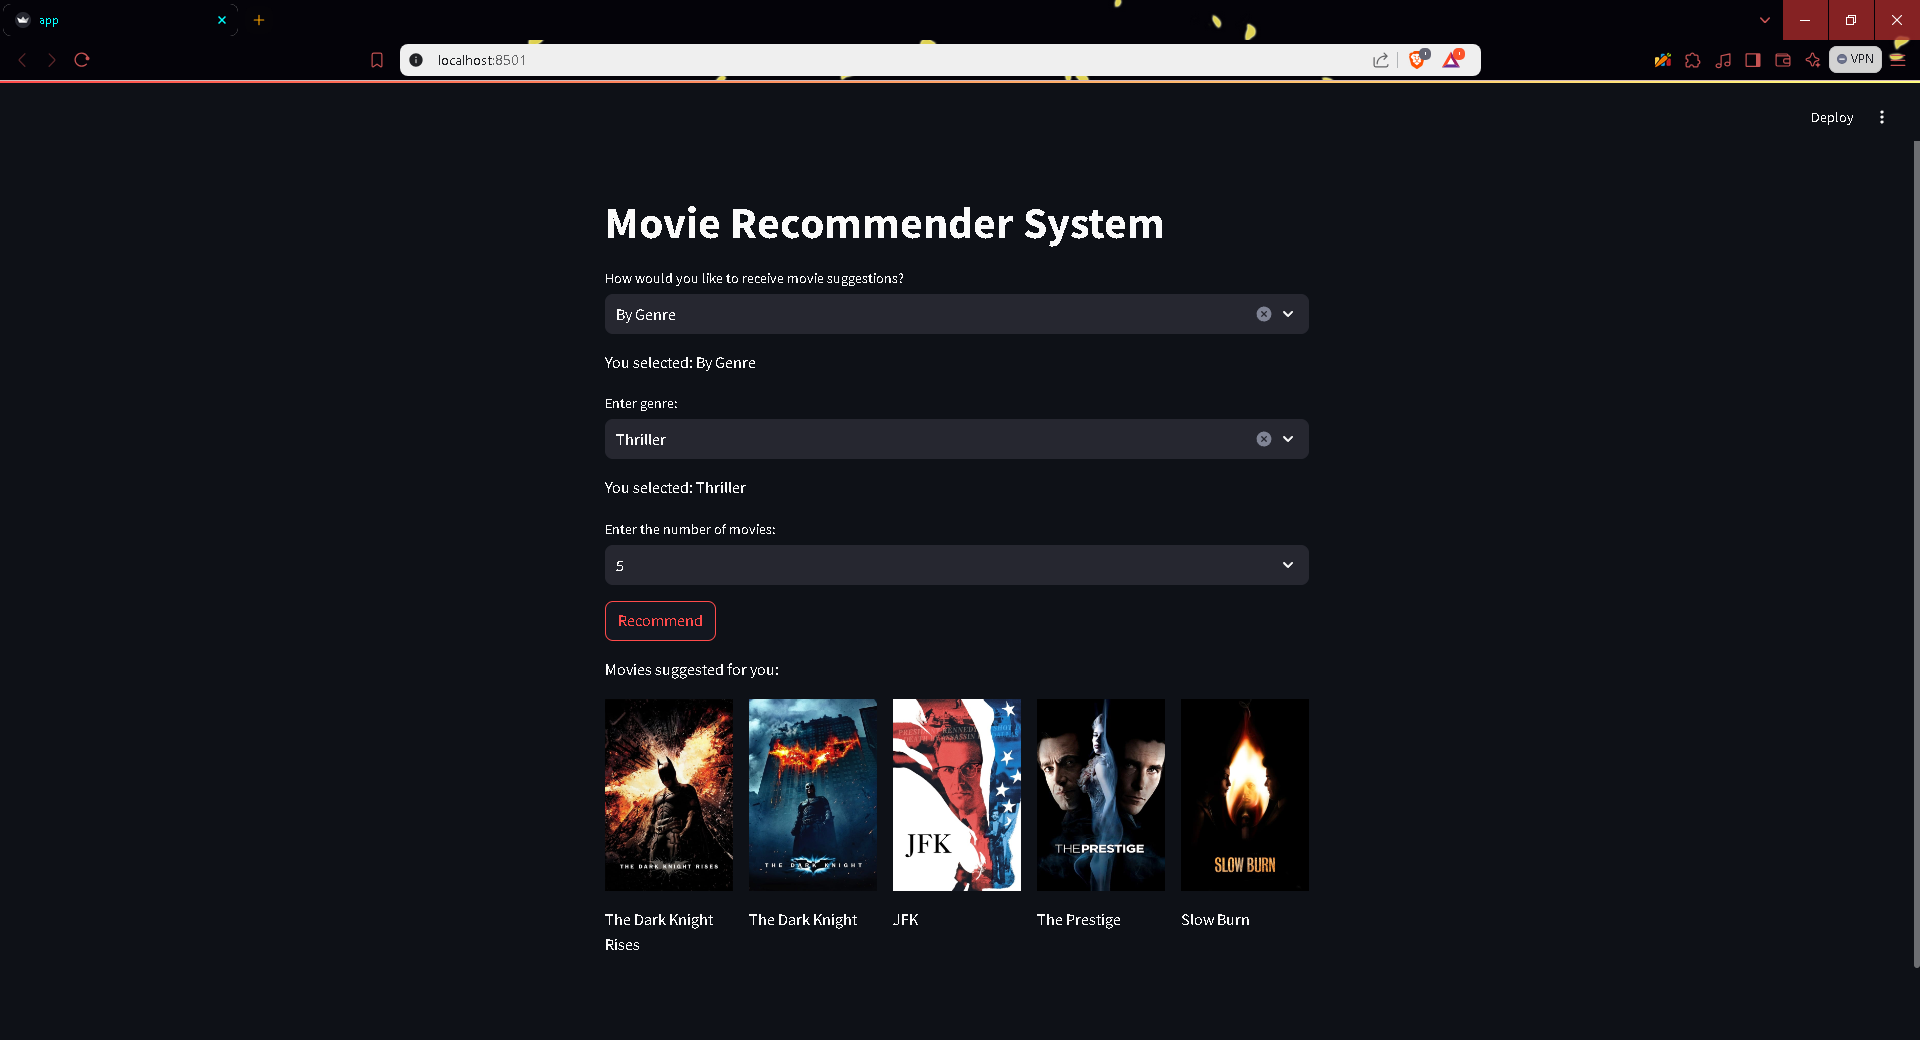 app
localhost:8501
VPN
Deploy
Movie Recommender System
How would you like to receive movie suggestions?
By Genre
You selected: By Genre
Enter genre:
Thriller
You selected: Thriller
Enter the number of movies:
5
Recommend
Movies suggested for you:
THE DARK KNIGHT RISES
THE DARK KNIGHT
JFK
THE PRESTIGE
SLOW BURN
The Dark Knight Rises
The Dark Knight
JFK
The Prestige
Slow Burn